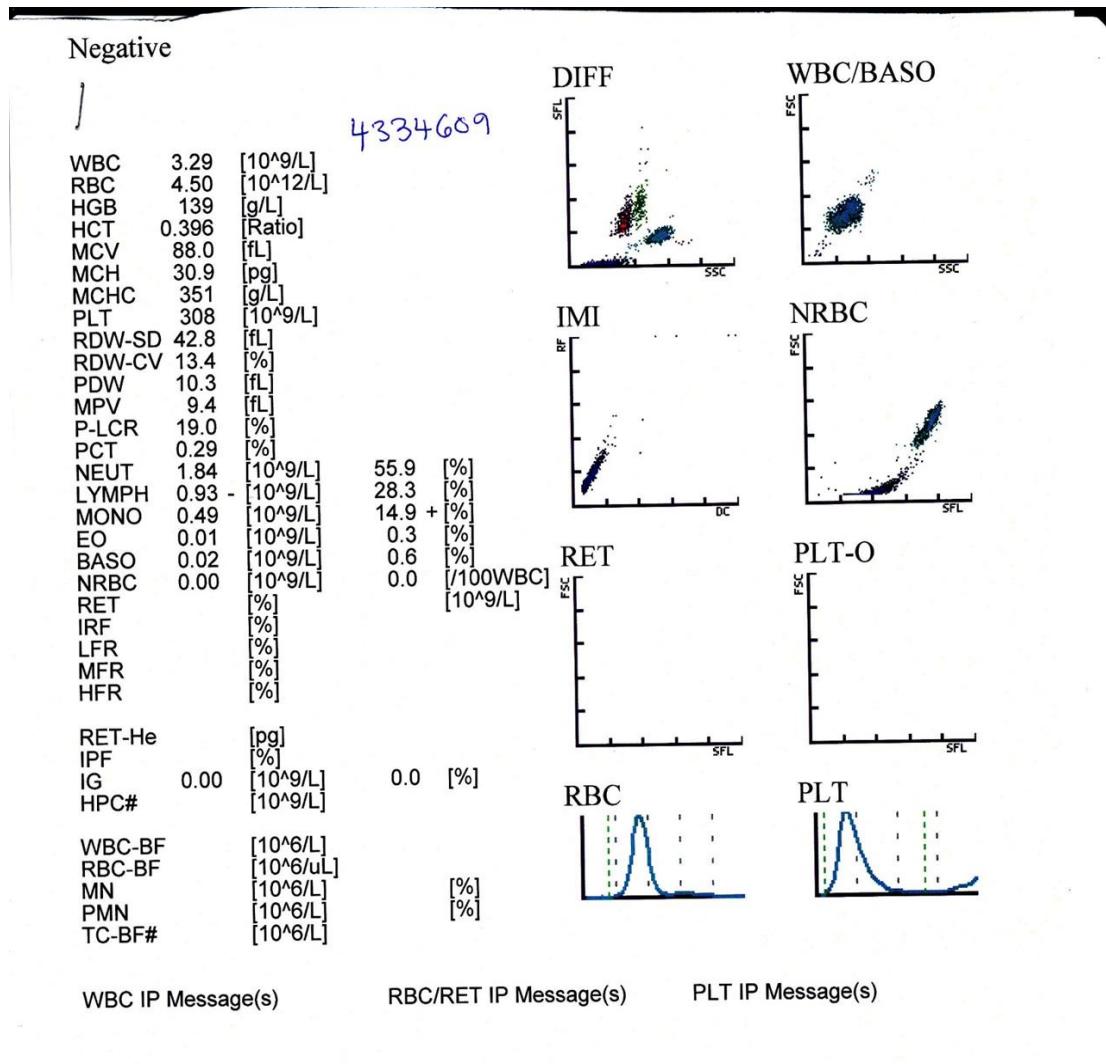 Negative
4334609
WBC 3.29 [10^9/L]
RBC 4.50 [10^12/L]
HGB 139 [g/L]
HCT 0.396 [Ratio]
MCV 88.0 [fL]
MCH 30.9 [pg]
MCHC 351 [g/L]
PLT 308 [10^9/L]
RDW-SD 42.8 [fL]
RDW-CV 13.4 [%]
PDW 10.3 [fL]
MPV 9.4 [fL]
P-LCR 19.0 [%]
PCT 0.29 [%]
NEUT 1.84 [10^9/L] 55.9 [%]
LYMPH 0.93 - [10^9/L] 28.3 [%]
MONO 0.49 [10^9/L] 14.9 + [%]
EO 0.01 [10^9/L] 0.3 [%]
BASO 0.02 [10^9/L] 0.6 [%]
NRBC 0.00 [10^9/L] 0.0 [/100WBC]
RET [%] [10^9/L]
IRF [%]
LFR [%]
MFR [%]
HFR [%]
RET-He [pg]
IPF [%]
IG 0.00 [10^9/L] 0.0 [%]
HPC# [10^9/L]
WBC-BF [10^6/L]
RBC-BF [10^6/uL]
MN [10^6/L] [%]
PMN [10^6/L] [%]
TC-BF# [10^6/L]
DIFF
SFL
SSC
WBC/BASO
FSC
SSC
IMI
RF
DC
NRBC
FSC
SFL
RET
FSC
SFL
PLT-O
FSC
SFL
RBC
PLT
WBC IP Message(s) RBC/RET IP Message(s) PLT IP Message(s)